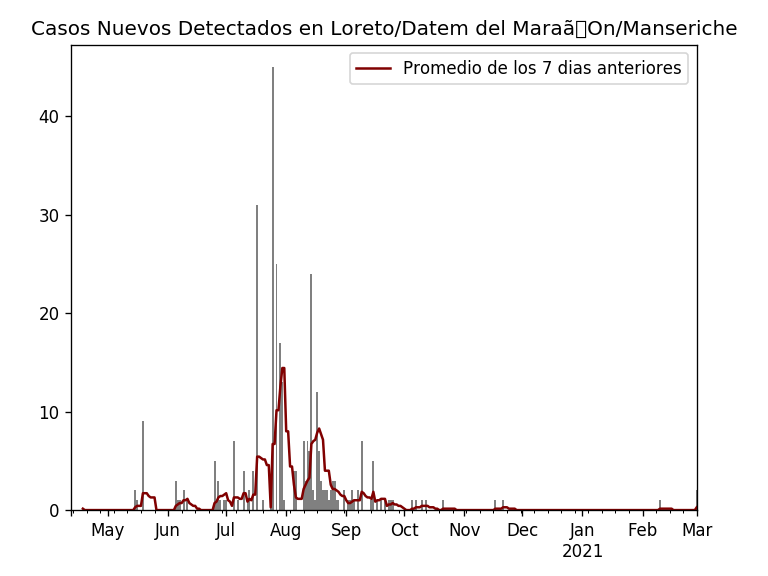 Casos Nuevos Detectados en Loreto/Datem del Maraã▯On/Manseriche
Promedio de los 7 dias anteriores
40
30
20
10
0
May Jun Jul Aug Sep Oct Nov Dec Jan Feb Mar
2021